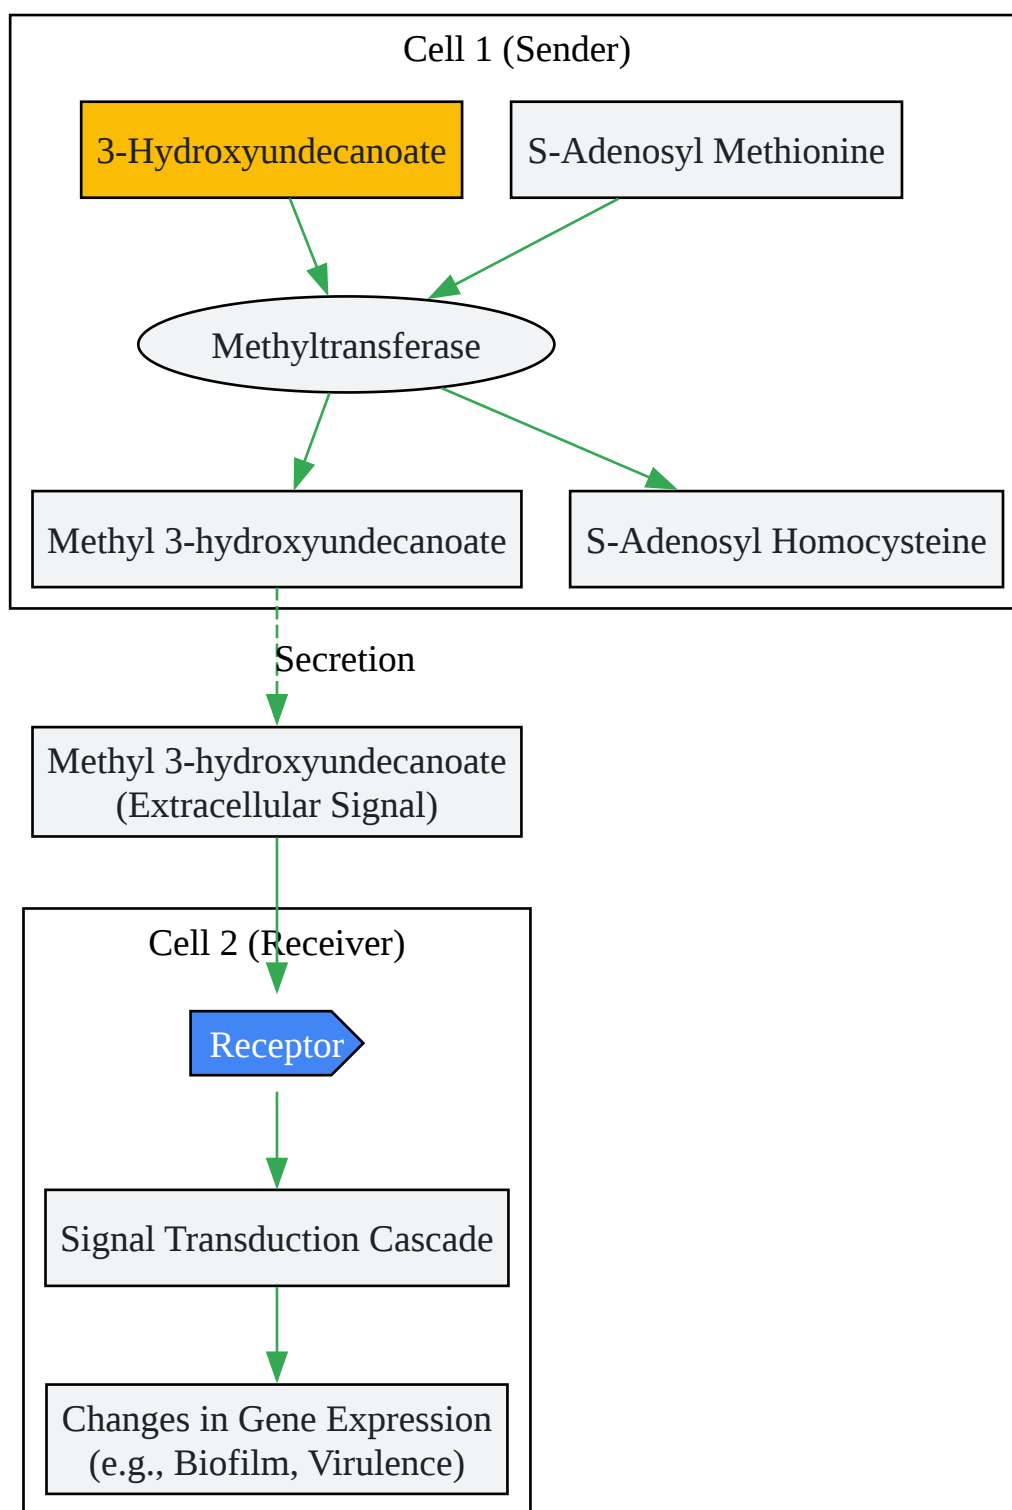 Cell 1 (Sender)
3-Hydroxyundecanoate
S-Adenosyl Methionine
Methyltransferase
Methyl 3-hydroxyundecanoate
S-Adenosyl Homocysteine
Secretion
Methyl 3-hydroxyundecanoate
(Extracellular Signal)
Cell 2 (Receiver)
Receptor
Signal Transduction Cascade
Changes in Gene Expression
(e.g., Biofilm, Virulence)